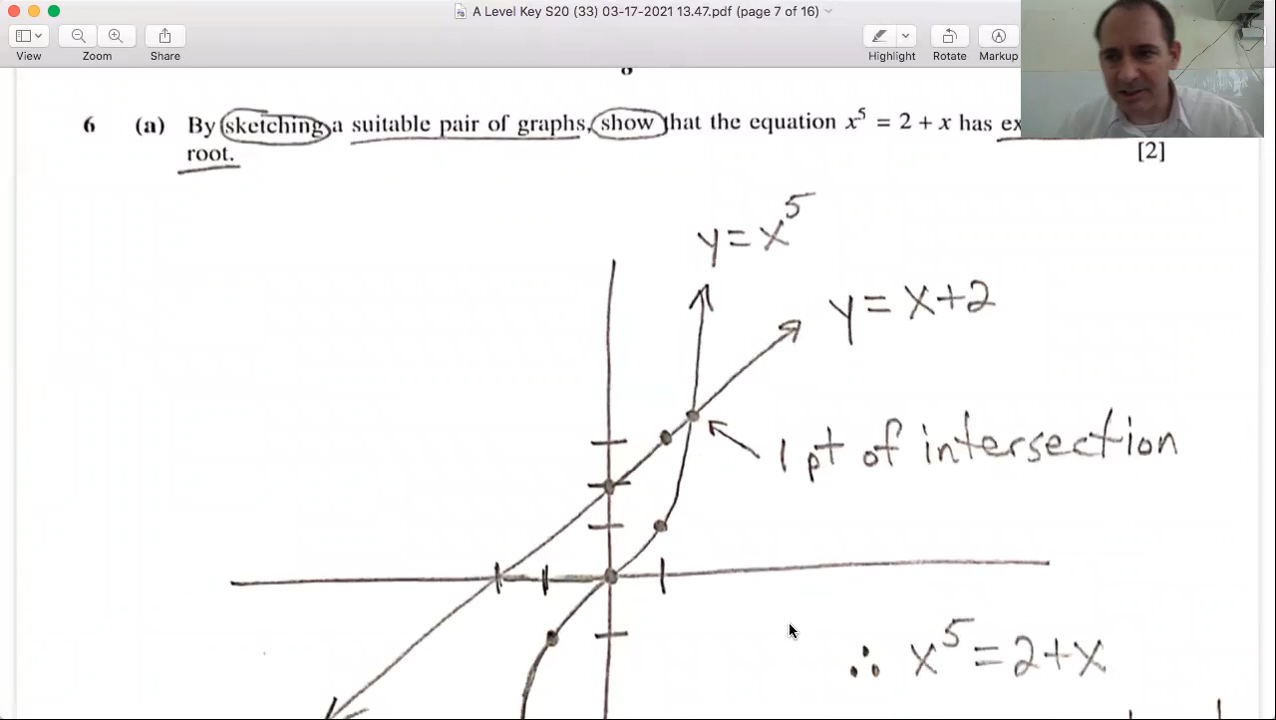 A Level Key S20 (33) 03-17-2021 13.47.pdf (page 7 of 16)
View Zoom Share Highlight Rotate Markup
6 (a) By sketching a suitable pair of graphs, show that the equation x⁵ = 2 + x has ex
root. [2]
y = x⁵
y = x+2
1 pt of intersection
∴ x⁵ = 2+x